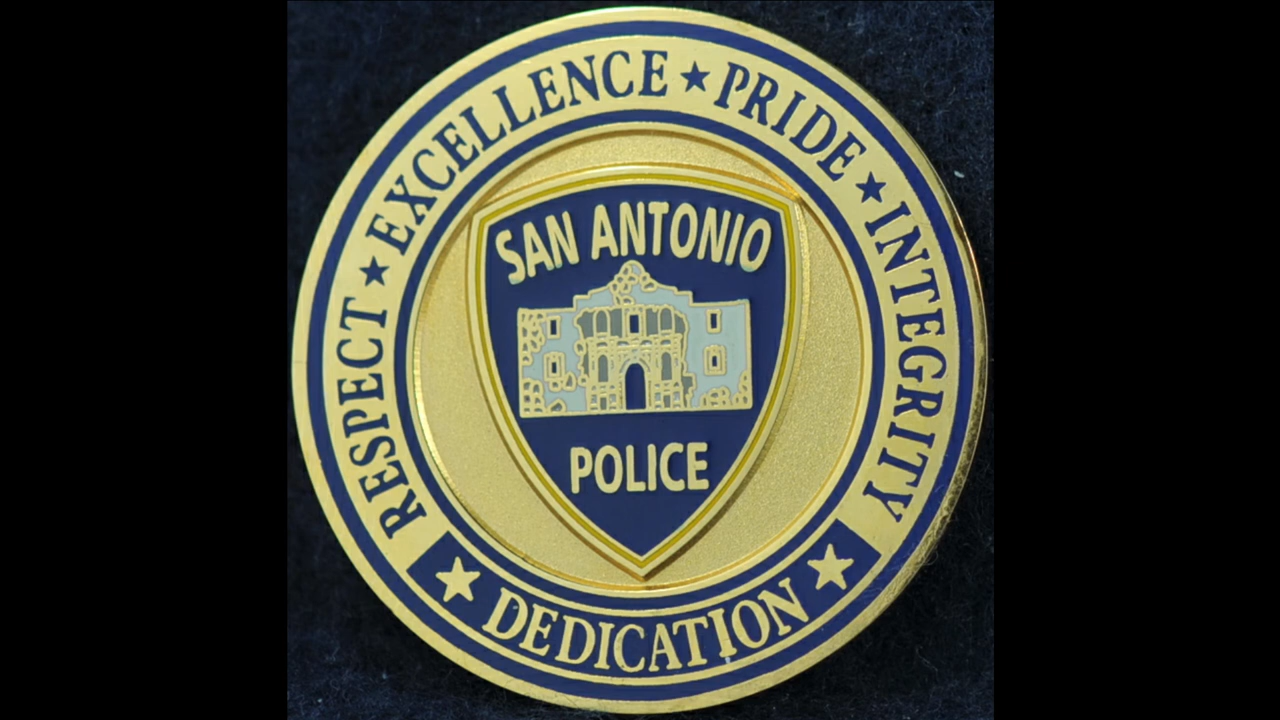 RESPECT ★ EXCELLENCE ★ PRIDE ★ INTEGRITY
SAN ANTONIO
POLICE
★ DEDICATION ★